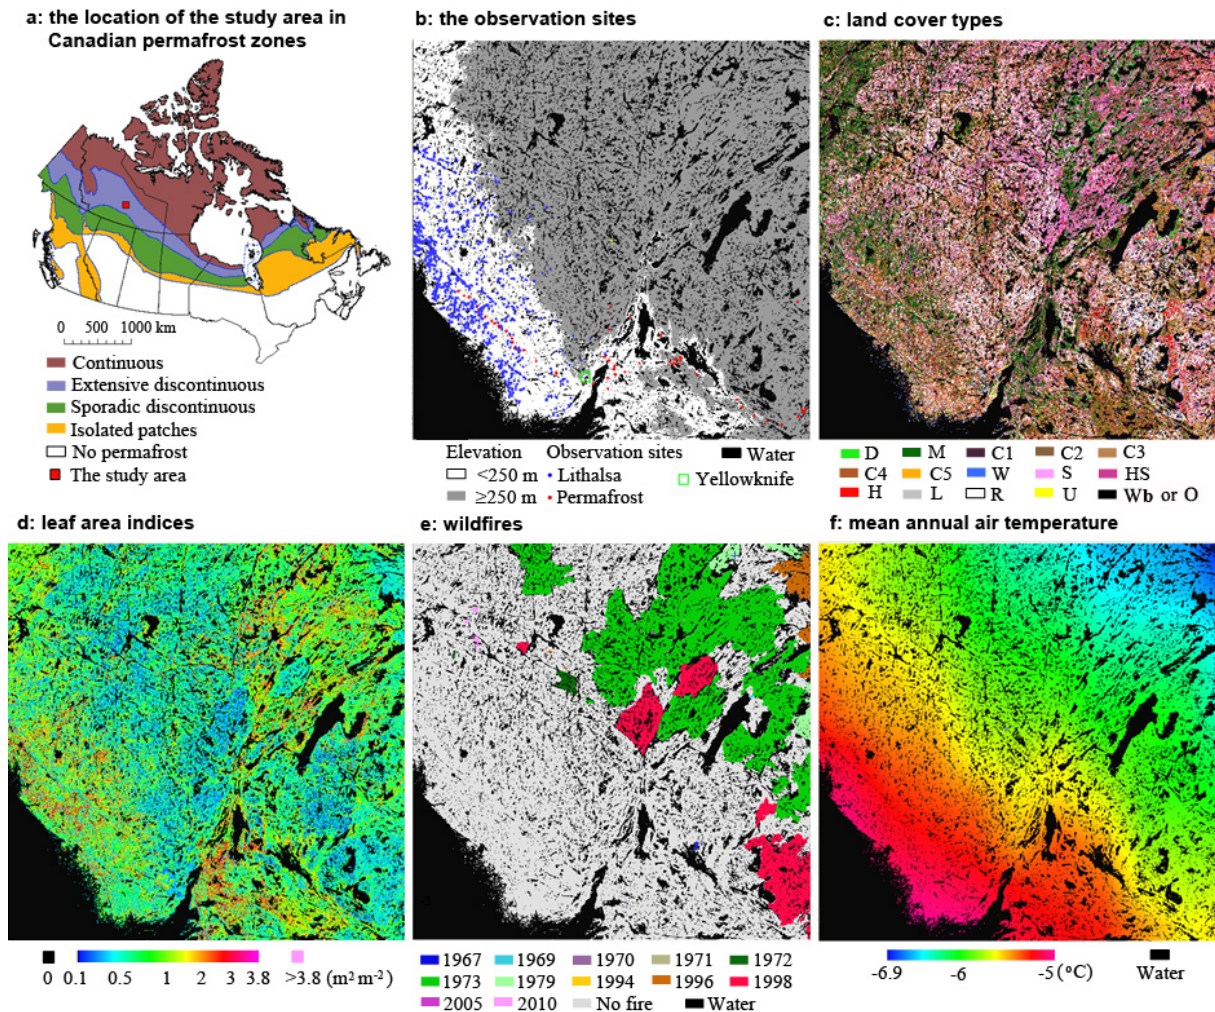 a: the location of the study area in
Canadian permafrost zones
0 500 1000 km
Continuous
Extensive discontinuous
Sporadic discontinuous
Isolated patches
No permafrost
The study area
b: the observation sites
Elevation
<250 m
≥250 m
Observation sites
Lithalsa
Permafrost
Water
Yellowknife
c: land cover types
D M C1 C2 C3
C4 C5 W S HS
H L R U Wb or O
d: leaf area indices
0 0.1 0.5 1 2 3 3.8 >3.8 (m² m⁻²)
e: wildfires
1967 1969 1970 1971 1972
1973 1979 1994 1996 1998
2005 2010 No fire Water
f: mean annual air temperature
-6.9 -6 -5 (°C) Water